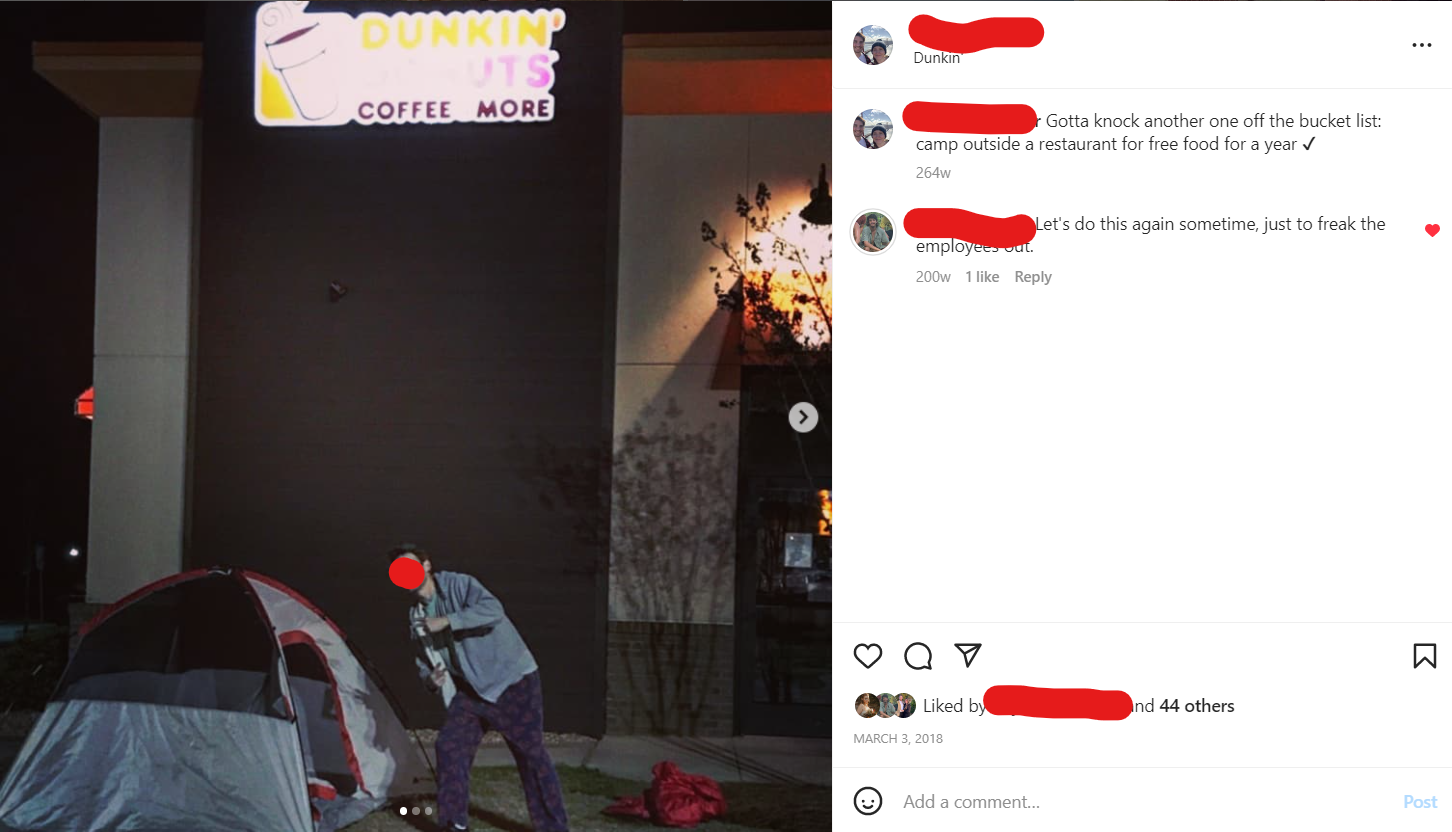 DUNKIN'
UTS
COFFEE MORE
Dunkin'
r Gotta knock another one off the bucket list:
camp outside a restaurant for free food for a year ✓
264w
Let's do this again sometime, just to freak the
employees out.
200w 1 like Reply
Liked by and 44 others
MARCH 3, 2018
Add a comment... Post